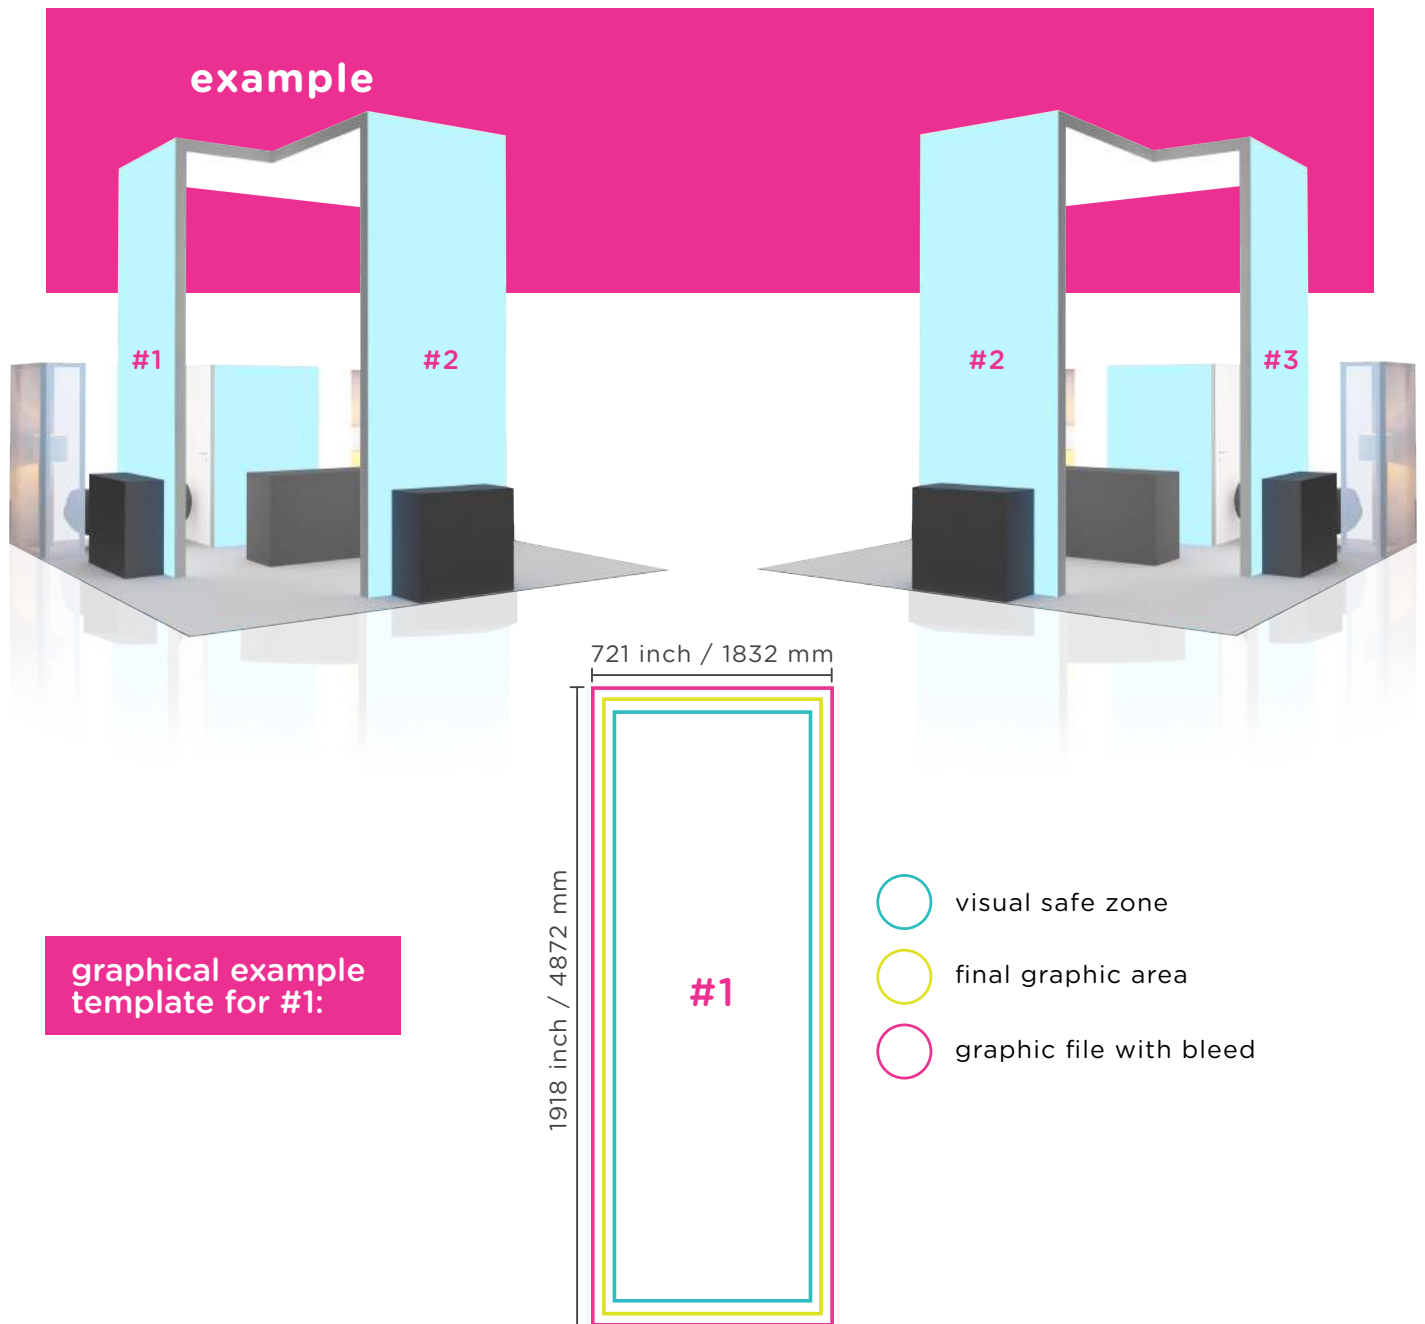 example
#1
#2
#2
#3
721 inch / 1832 mm
1918 inch / 4872 mm
#1
graphical example
template for #1:
visual safe zone
final graphic area
graphic file with bleed